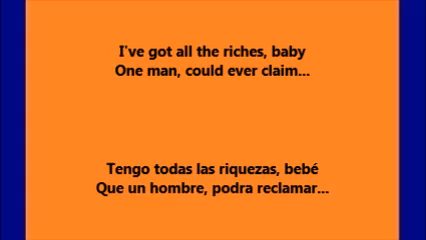 I've got all the riches, baby
One man, could ever claim...
Tengo todas las riquezas, bebé
Que un hombre, podra reclamar...